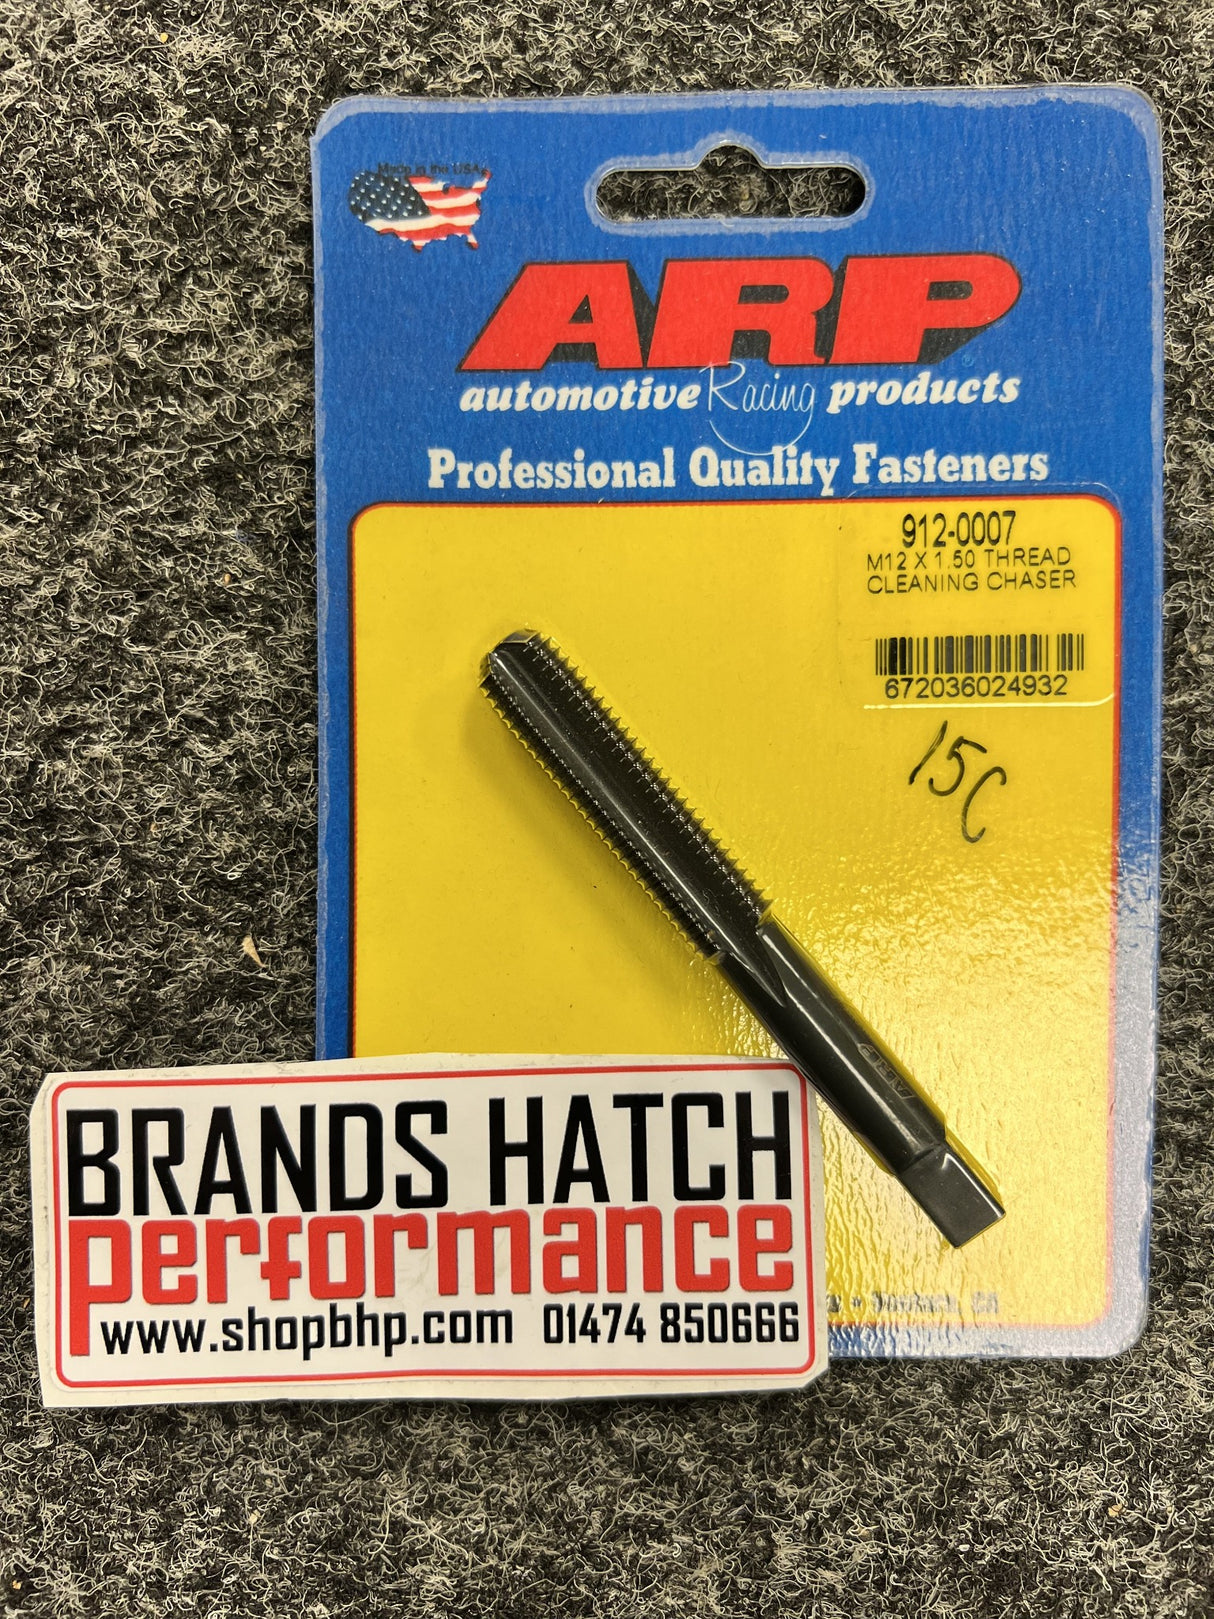 Made in the USA
ARP
automotive Racing products
Professional Quality Fasteners
912-0007
M12 X 1.50 THREAD
CLEANING CHASER
672036024932
15C
ARP
BRANDS HATCH
performance
www.shopbhp.com 01474 850666